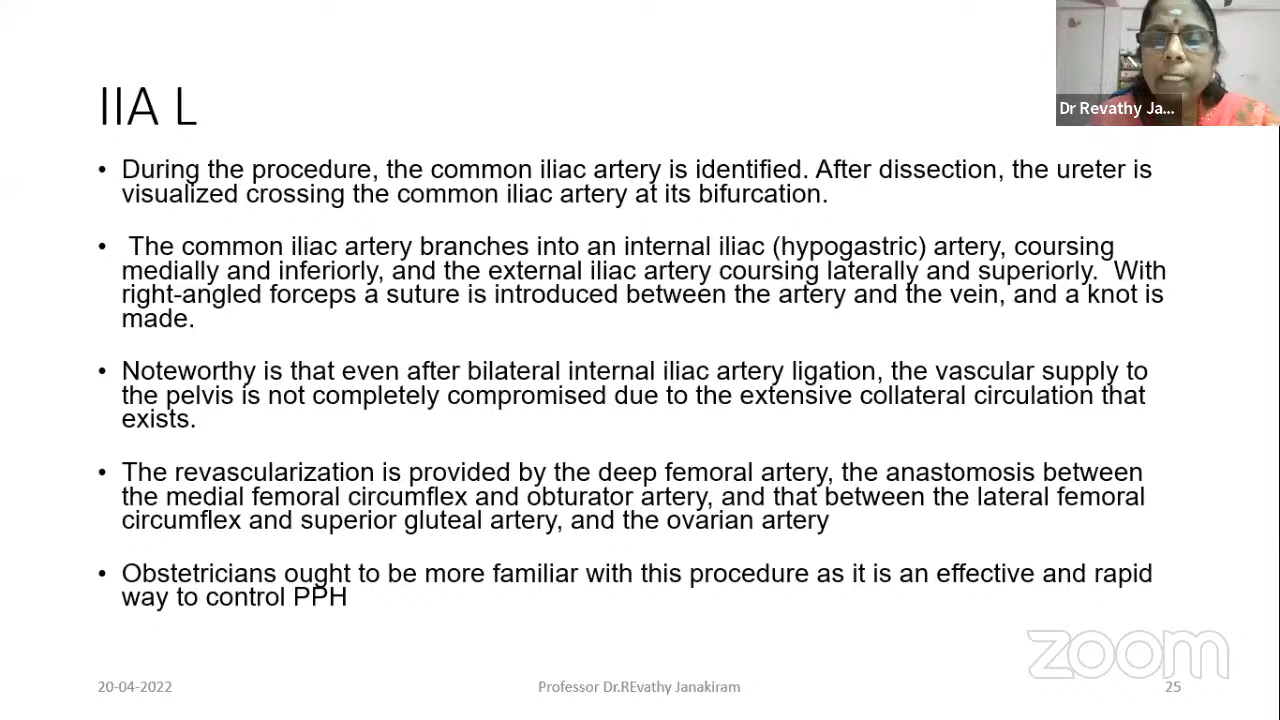 Dr Revathy Ja...
IIA L
• During the procedure, the common iliac artery is identified. After dissection, the ureter is
visualized crossing the common iliac artery at its bifurcation.
• The common iliac artery branches into an internal iliac (hypogastric) artery, coursing
medially and inferiorly, and the external iliac artery coursing laterally and superiorly. With
right-angled forceps a suture is introduced between the artery and the vein, and a knot is
made.
• Noteworthy is that even after bilateral internal iliac artery ligation, the vascular supply to
the pelvis is not completely compromised due to the extensive collateral circulation that
exists.
• The revascularization is provided by the deep femoral artery, the anastomosis between
the medial femoral circumflex and obturator artery, and that between the lateral femoral
circumflex and superior gluteal artery, and the ovarian artery
• Obstetricians ought to be more familiar with this procedure as it is an effective and rapid
way to control PPH
zoom
20-04-2022
Professor Dr.REvathy Janakiram
25